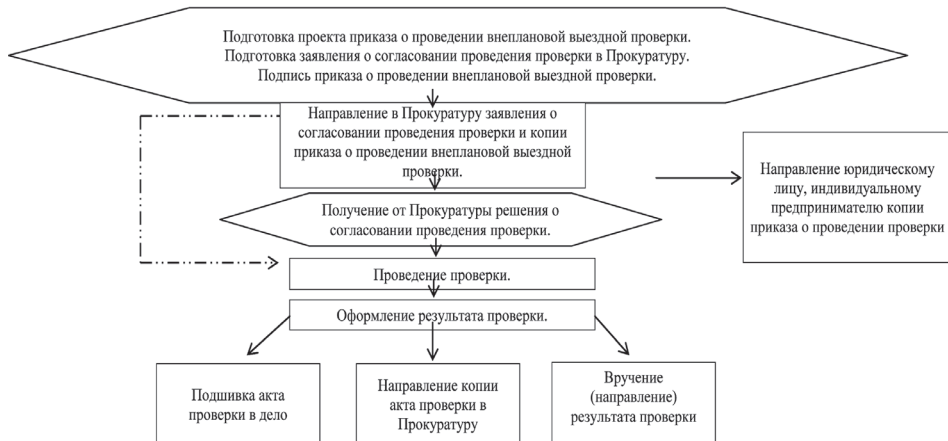 Подготовка проекта приказа о проведении внеплановой выездной проверки.
Подготовка заявления о согласовании проведения проверки в Прокуратуру.
Подпись приказа о проведении внеплановой выездной проверки.
Направление в Прокуратуру заявления о
согласовании проведения проверки и копии
приказа о проведении внеплановой выездной
проверки.
Направление юридическому
лицу, индивидуальному
предпринимателю копии
приказа о проведении проверки
Получение от Прокуратуры решения о
согласовании проведения проверки.
Проведение проверки.
Оформление результата проверки.
Подшивка акта
проверки в дело
Направление копии
акта проверки в
Прокуратуру
Вручение
(направление)
результата проверки